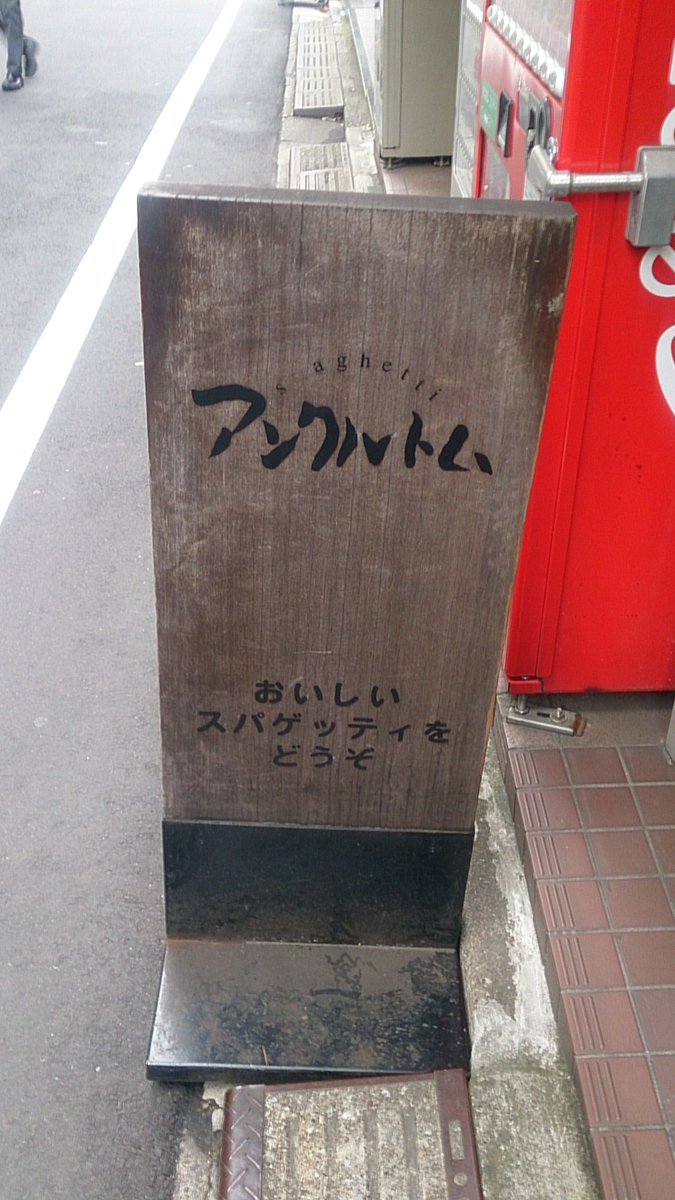 s aghetti
アンクルトム
おいしい
スパゲッティを
どうぞ